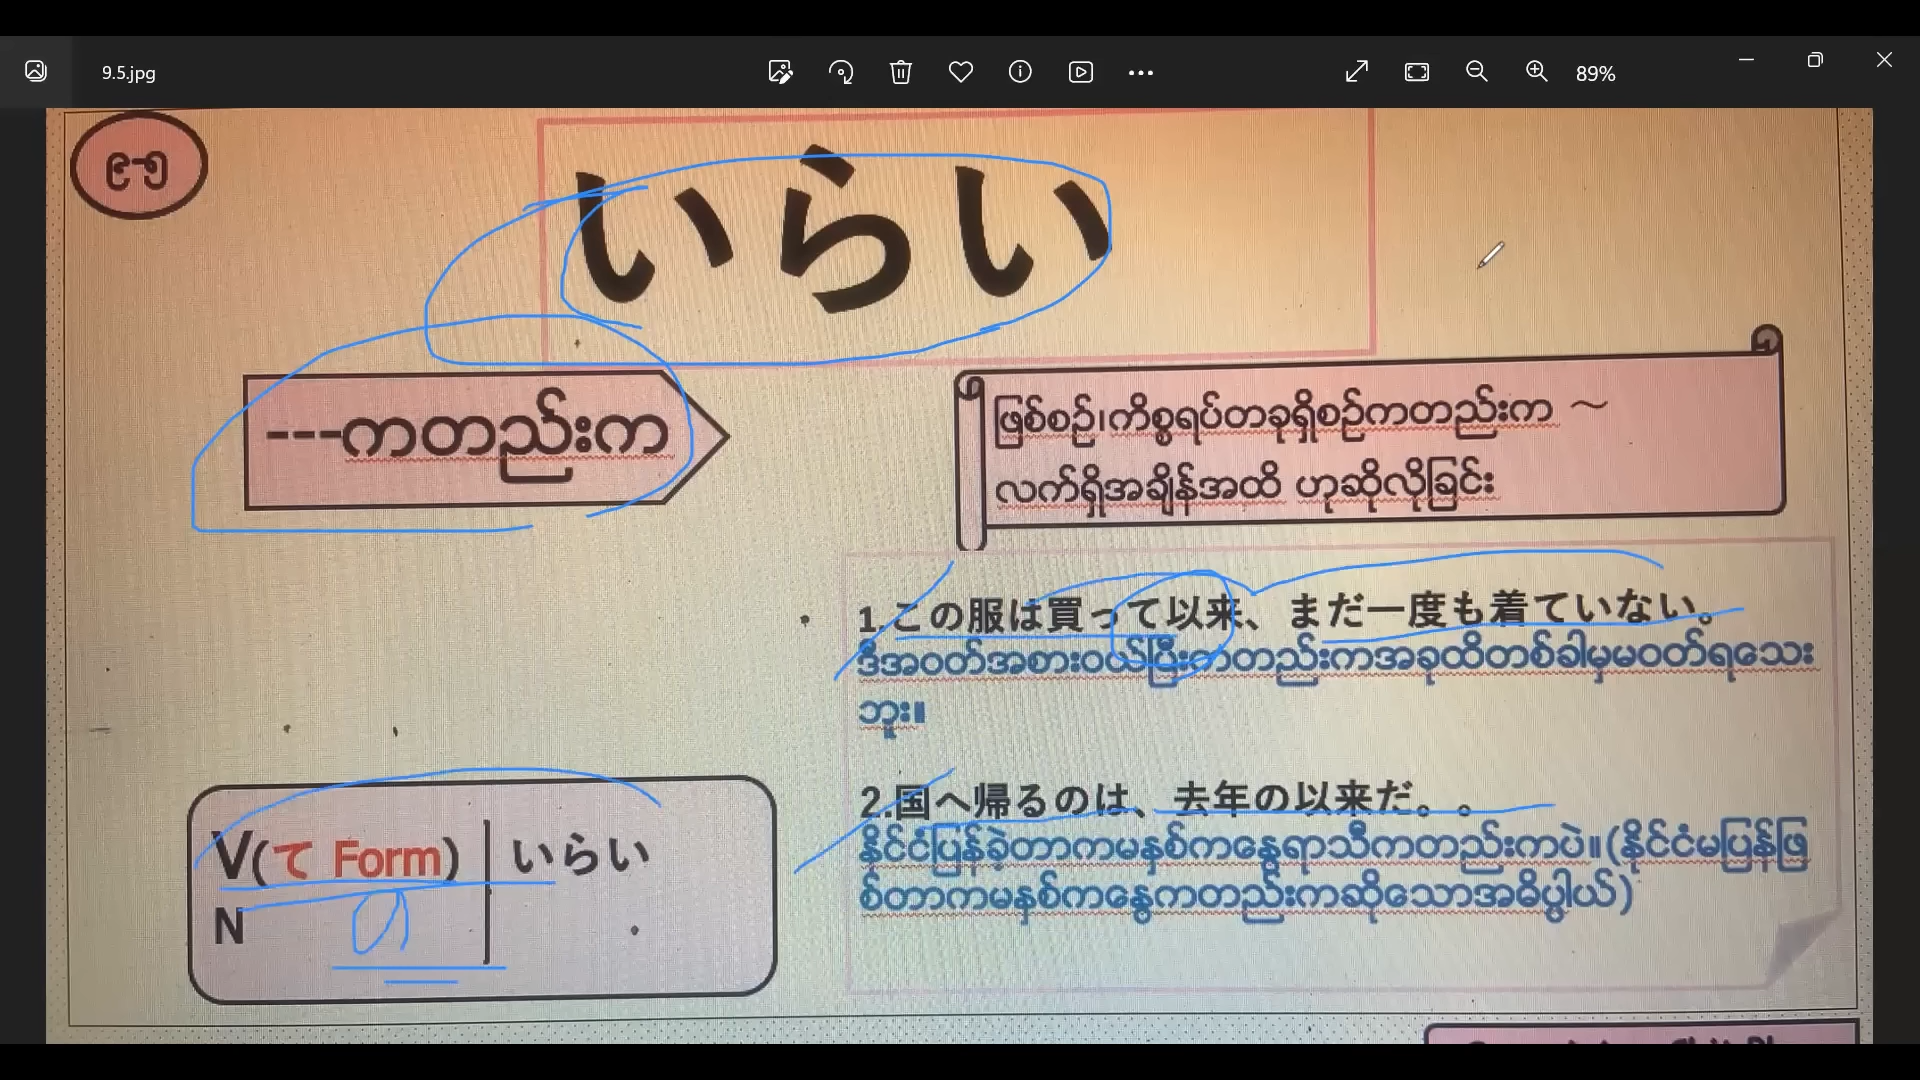 9.5.jpg
89%
၉-၅
いらい
---ကတည်းက
ဖြစ်စဉ်၊ကိစ္စရပ်တခုရှိစဉ်ကတည်းက ～
လက်ရှိအချိန်အထိ ဟုဆိုလိုခြင်း
1.この服は買って以来、まだ一度も着ていない。
ဒီအဝတ်အစားဝယ်ပြီးကတည်းကအခုထိတစ်ခါမှမဝတ်ရသေး
ဘူး။
2.国へ帰るのは、去年の以来だ。。
နိုင်ငံပြန်ခဲ့တာကမနှစ်ကနွေရာသီကတည်းကပဲ။(နိုင်ငံမပြန်ဖြ
စ်တာကမနှစ်ကနွေကတည်းကဆိုသောအဓိပ္ပါယ်)
V(て Form) いらい
N の